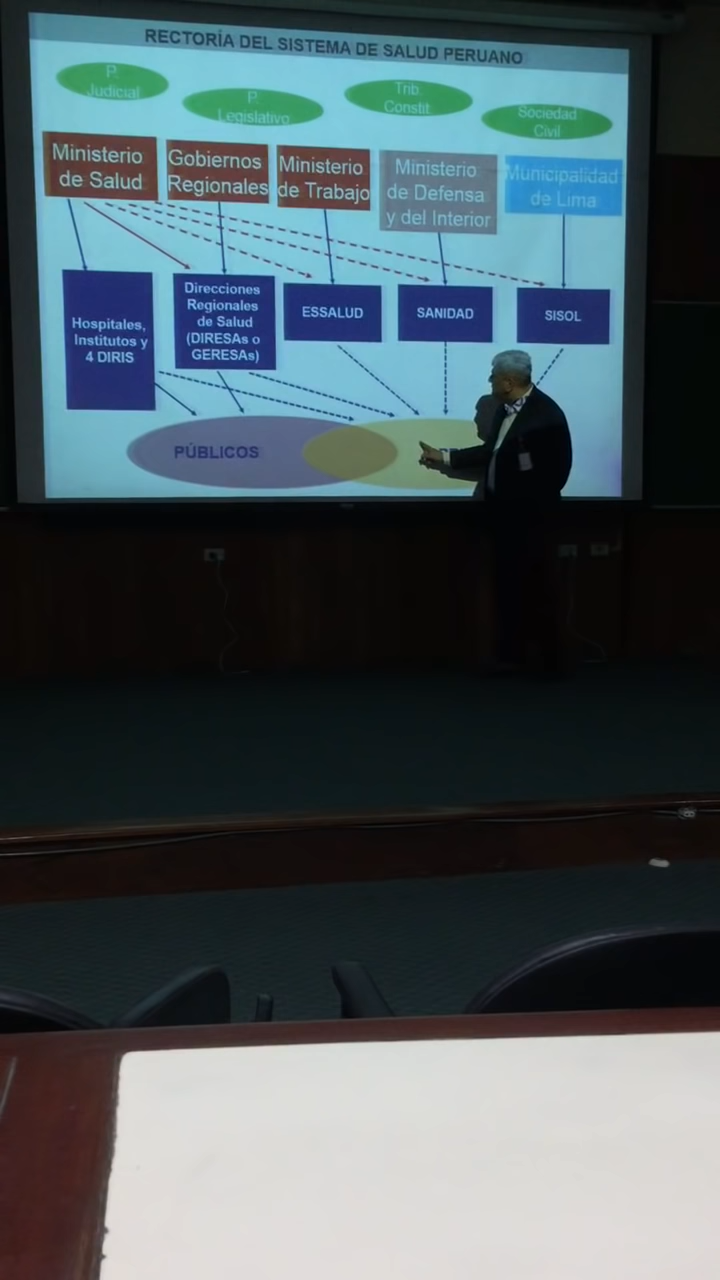 RECTORÍA DEL SISTEMA DE SALUD PERUANO
P.
Judicial
P.
Legislativo
Trib.
Constit
Sociedad
Civil
Ministerio
de Salud
Gobiernos
Regionales
Ministerio
de Trabajo
Ministerio
de Defensa
y del Interior
Municipalidad
de Lima
Hospitales,
Institutos y
4 DIRIS
Direcciones
Regionales
de Salud
(DIRESAs o
GERESAs)
ESSALUD
SANIDAD
SISOL
PÚBLICOS